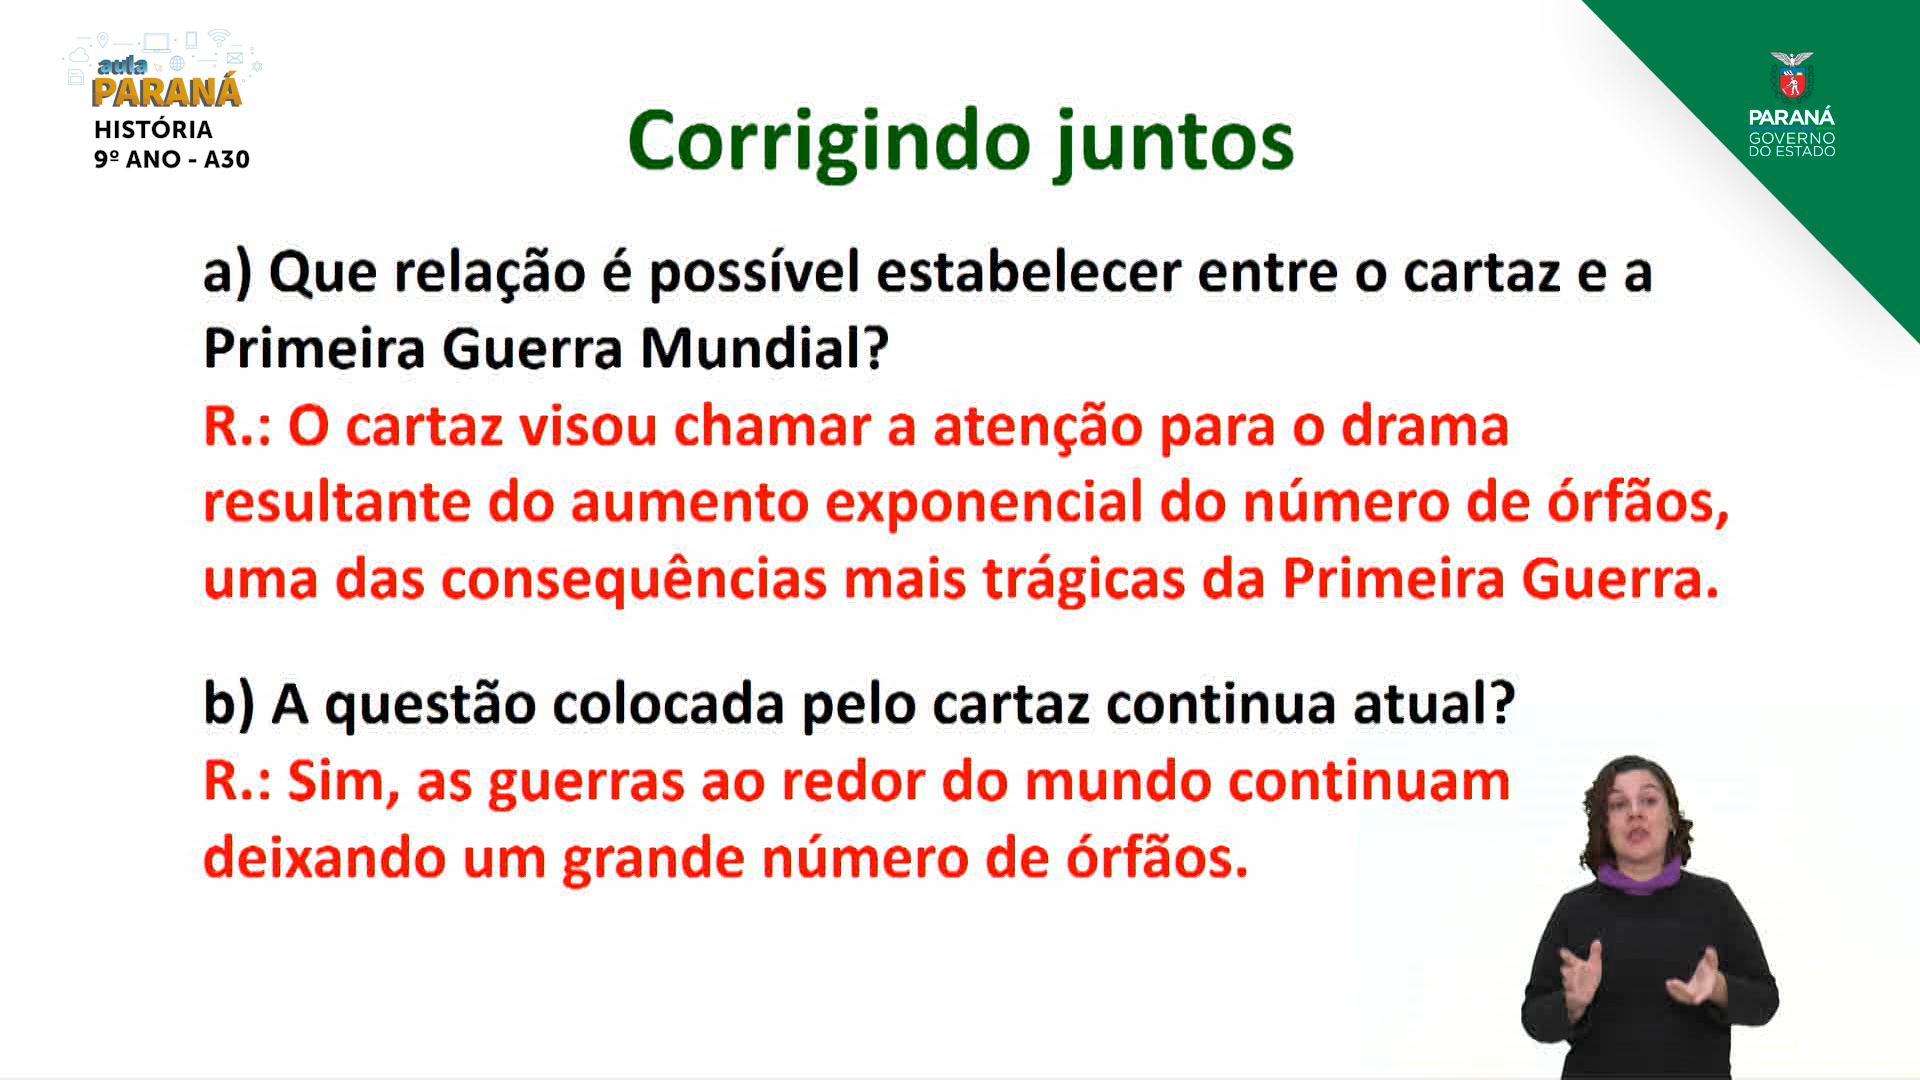 aula
PARANÁ
HISTÓRIA
9º ANO - A30
PARANÁ
GOVERNO
DO ESTADO
Corrigindo juntos
a) Que relação é possível estabelecer entre o cartaz e a
Primeira Guerra Mundial?
R.: O cartaz visou chamar a atenção para o drama
resultante do aumento exponencial do número de órfãos,
uma das consequências mais trágicas da Primeira Guerra.
b) A questão colocada pelo cartaz continua atual?
R.: Sim, as guerras ao redor do mundo continuam
deixando um grande número de órfãos.